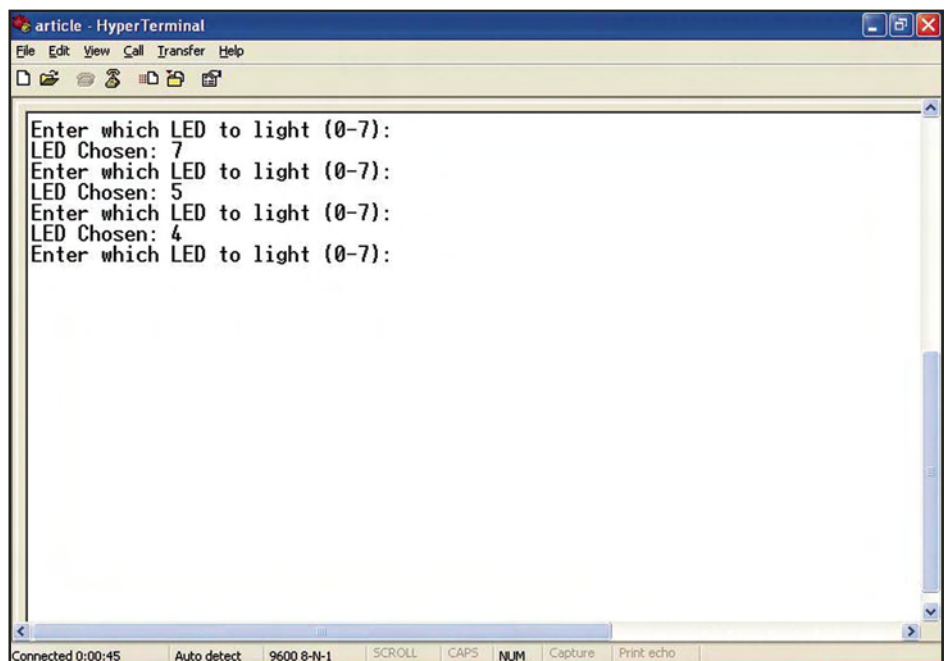 article - HyperTerminal
File Edit View Call Transfer Help
Enter which LED to light (0-7):
LED Chosen: 7
Enter which LED to light (0-7):
LED Chosen: 5
Enter which LED to light (0-7):
LED Chosen: 4
Enter which LED to light (0-7):
Connected 0:00:45 Auto detect 9600 8-N-1 SCROLL CAPS NUM Capture Print echo